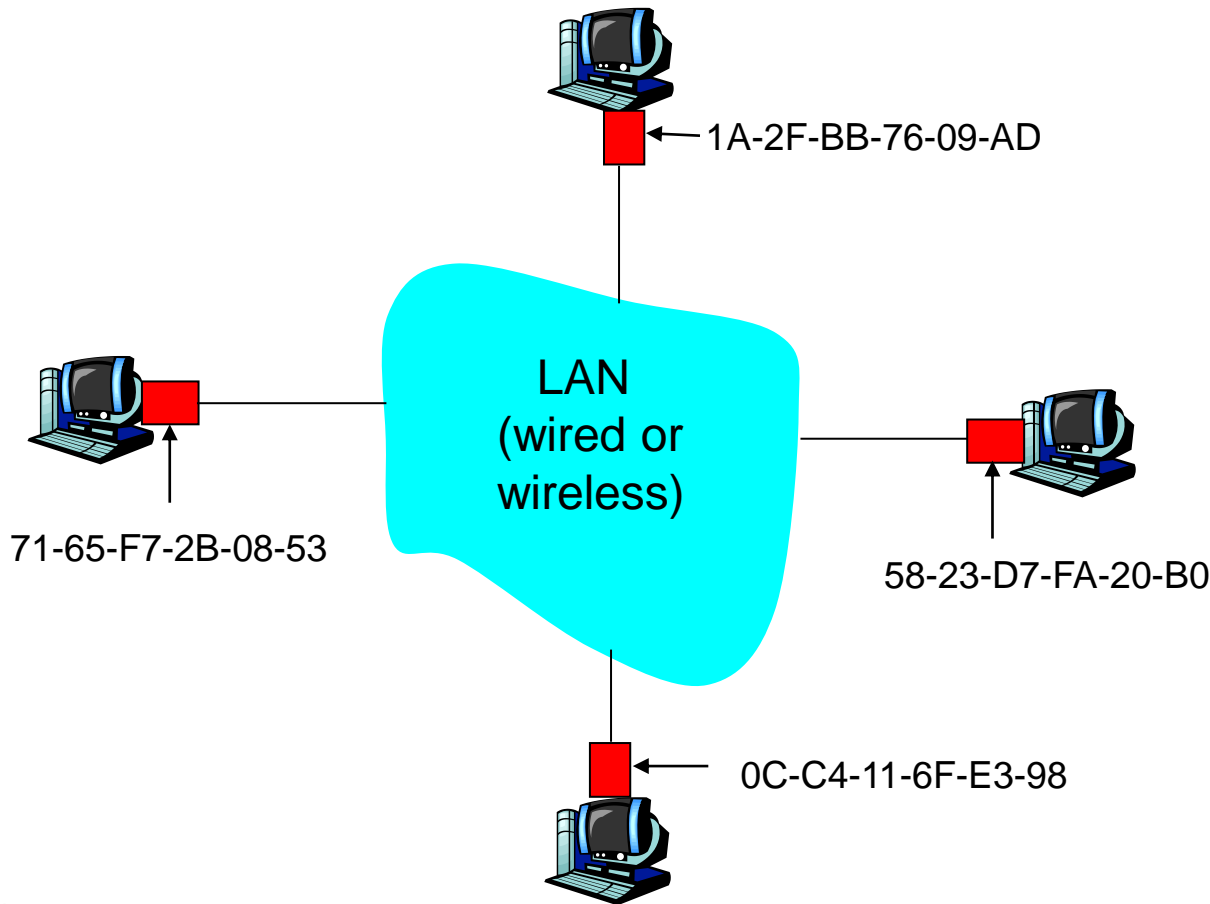 1A-2F-BB-76-09-AD
LAN
(wired or
wireless)
71-65-F7-2B-08-53
58-23-D7-FA-20-B0
0C-C4-11-6F-E3-98